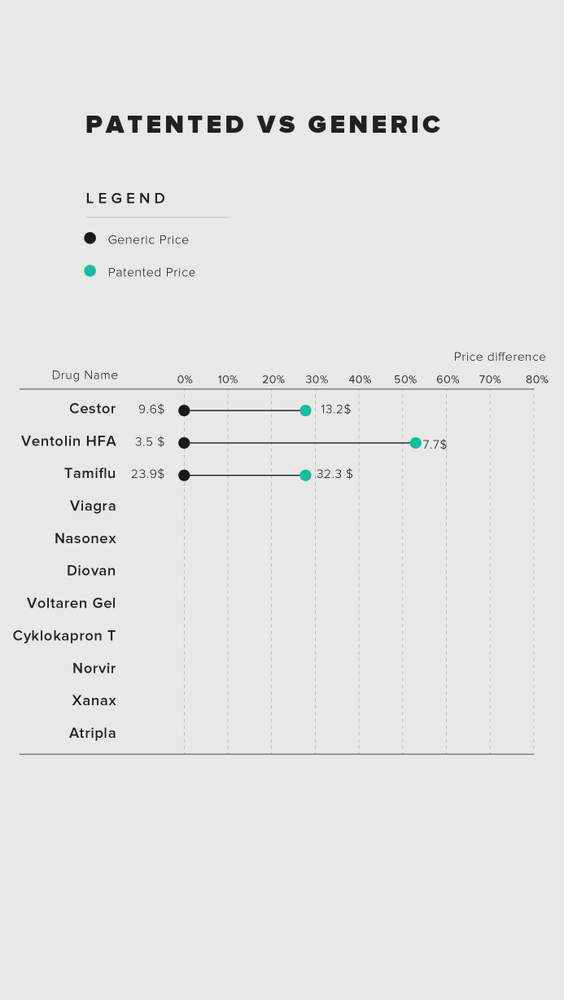 PATENTED VS GENERIC
LEGEND
Generic Price
Patented Price
Price difference
Drug Name 0% 10% 20% 30% 40% 50% 60% 70% 80%
Cestor 9.6$ 13.2$
Ventolin HFA 3.5 $ 7.7$
Tamiflu 23.9$ 32.3 $
Viagra
Nasonex
Diovan
Voltaren Gel
Cyklokapron T
Norvir
Xanax
Atripla